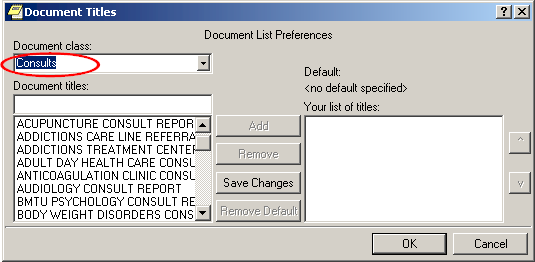 Document Titles
Document List Preferences
Document class:
Consults
Default:
<no default specified>
Document titles:
Your list of titles:
ACUPUNCTURE CONSULT REPOR
ADDICTIONS CARE LINE REFERRA
ADDICTIONS TREATMENT CENTER
ADULT DAY HEALTH CARE CONSU
ANTICOAGULATION CLINIC CONSU
AUDIOLOGY CONSULT REPORT
BMTU PSYCHOLOGY CONSULT RE
BODY WEIGHT DISORDERS CONS
Add
Remove
Save Changes
Remove Default
^
v
OK
Cancel